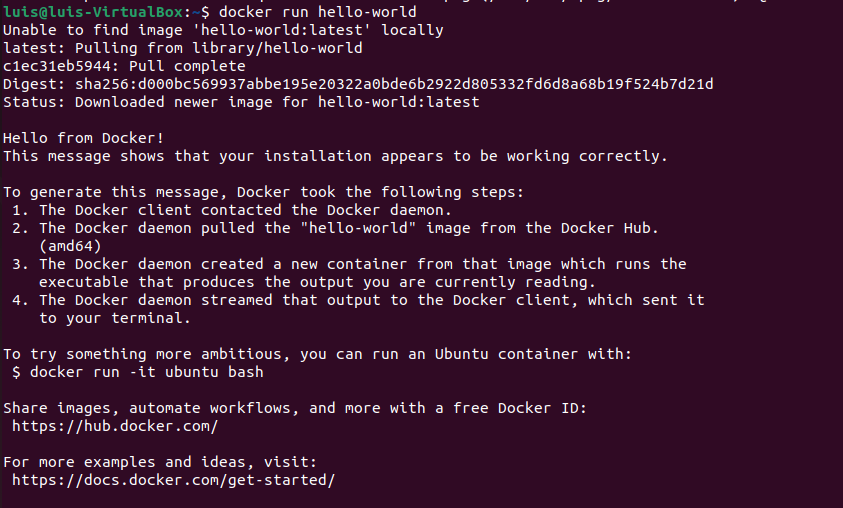 luis@luis-VirtualBox:~$ docker run hello-world
Unable to find image 'hello-world:latest' locally
latest: Pulling from library/hello-world
c1ec31eb5944: Pull complete
Digest: sha256:d000bc569937abbe195e20322a0bde6b2922d805332fd6d8a68b19f524b7d21d
Status: Downloaded newer image for hello-world:latest
Hello from Docker!
This message shows that your installation appears to be working correctly.
To generate this message, Docker took the following steps:
1. The Docker client contacted the Docker daemon.
2. The Docker daemon pulled the "hello-world" image from the Docker Hub.
(amd64)
3. The Docker daemon created a new container from that image which runs the
executable that produces the output you are currently reading.
4. The Docker daemon streamed that output to the Docker client, which sent it
to your terminal.
To try something more ambitious, you can run an Ubuntu container with:
$ docker run -it ubuntu bash
Share images, automate workflows, and more with a free Docker ID:
https://hub.docker.com/
For more examples and ideas, visit:
https://docs.docker.com/get-started/